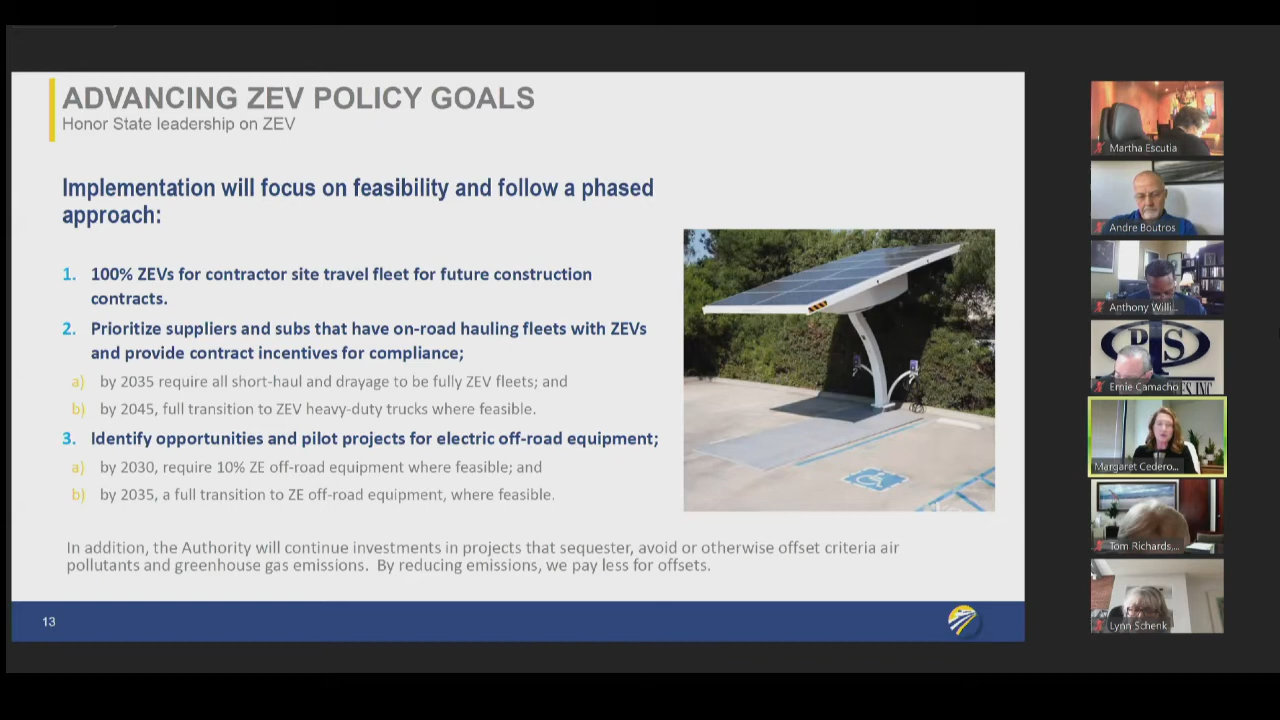 ADVANCING ZEV POLICY GOALS
Honor State leadership on ZEV
Implementation will focus on feasibility and follow a phased
approach:
1. 100% ZEVs for contractor site travel fleet for future construction
contracts.
2. Prioritize suppliers and subs that have on-road hauling fleets with ZEVs
and provide contract incentives for compliance;
a) by 2035 require all short-haul and drayage to be fully ZEV fleets; and
b) by 2045, full transition to ZEV heavy-duty trucks where feasible.
3. Identify opportunities and pilot projects for electric off-road equipment;
a) by 2030, require 10% ZE off-road equipment where feasible; and
b) by 2035, a full transition to ZE off-road equipment, where feasible.
In addition, the Authority will continue investments in projects that sequester, avoid or otherwise offset criteria air
pollutants and greenhouse gas emissions. By reducing emissions, we pay less for offsets.
13
Martha Escutia
Andre Boutros
Anthony Willi...
Ernie Camacho
Margaret Cedero...
Tom Richards,...
Lynn Schenk